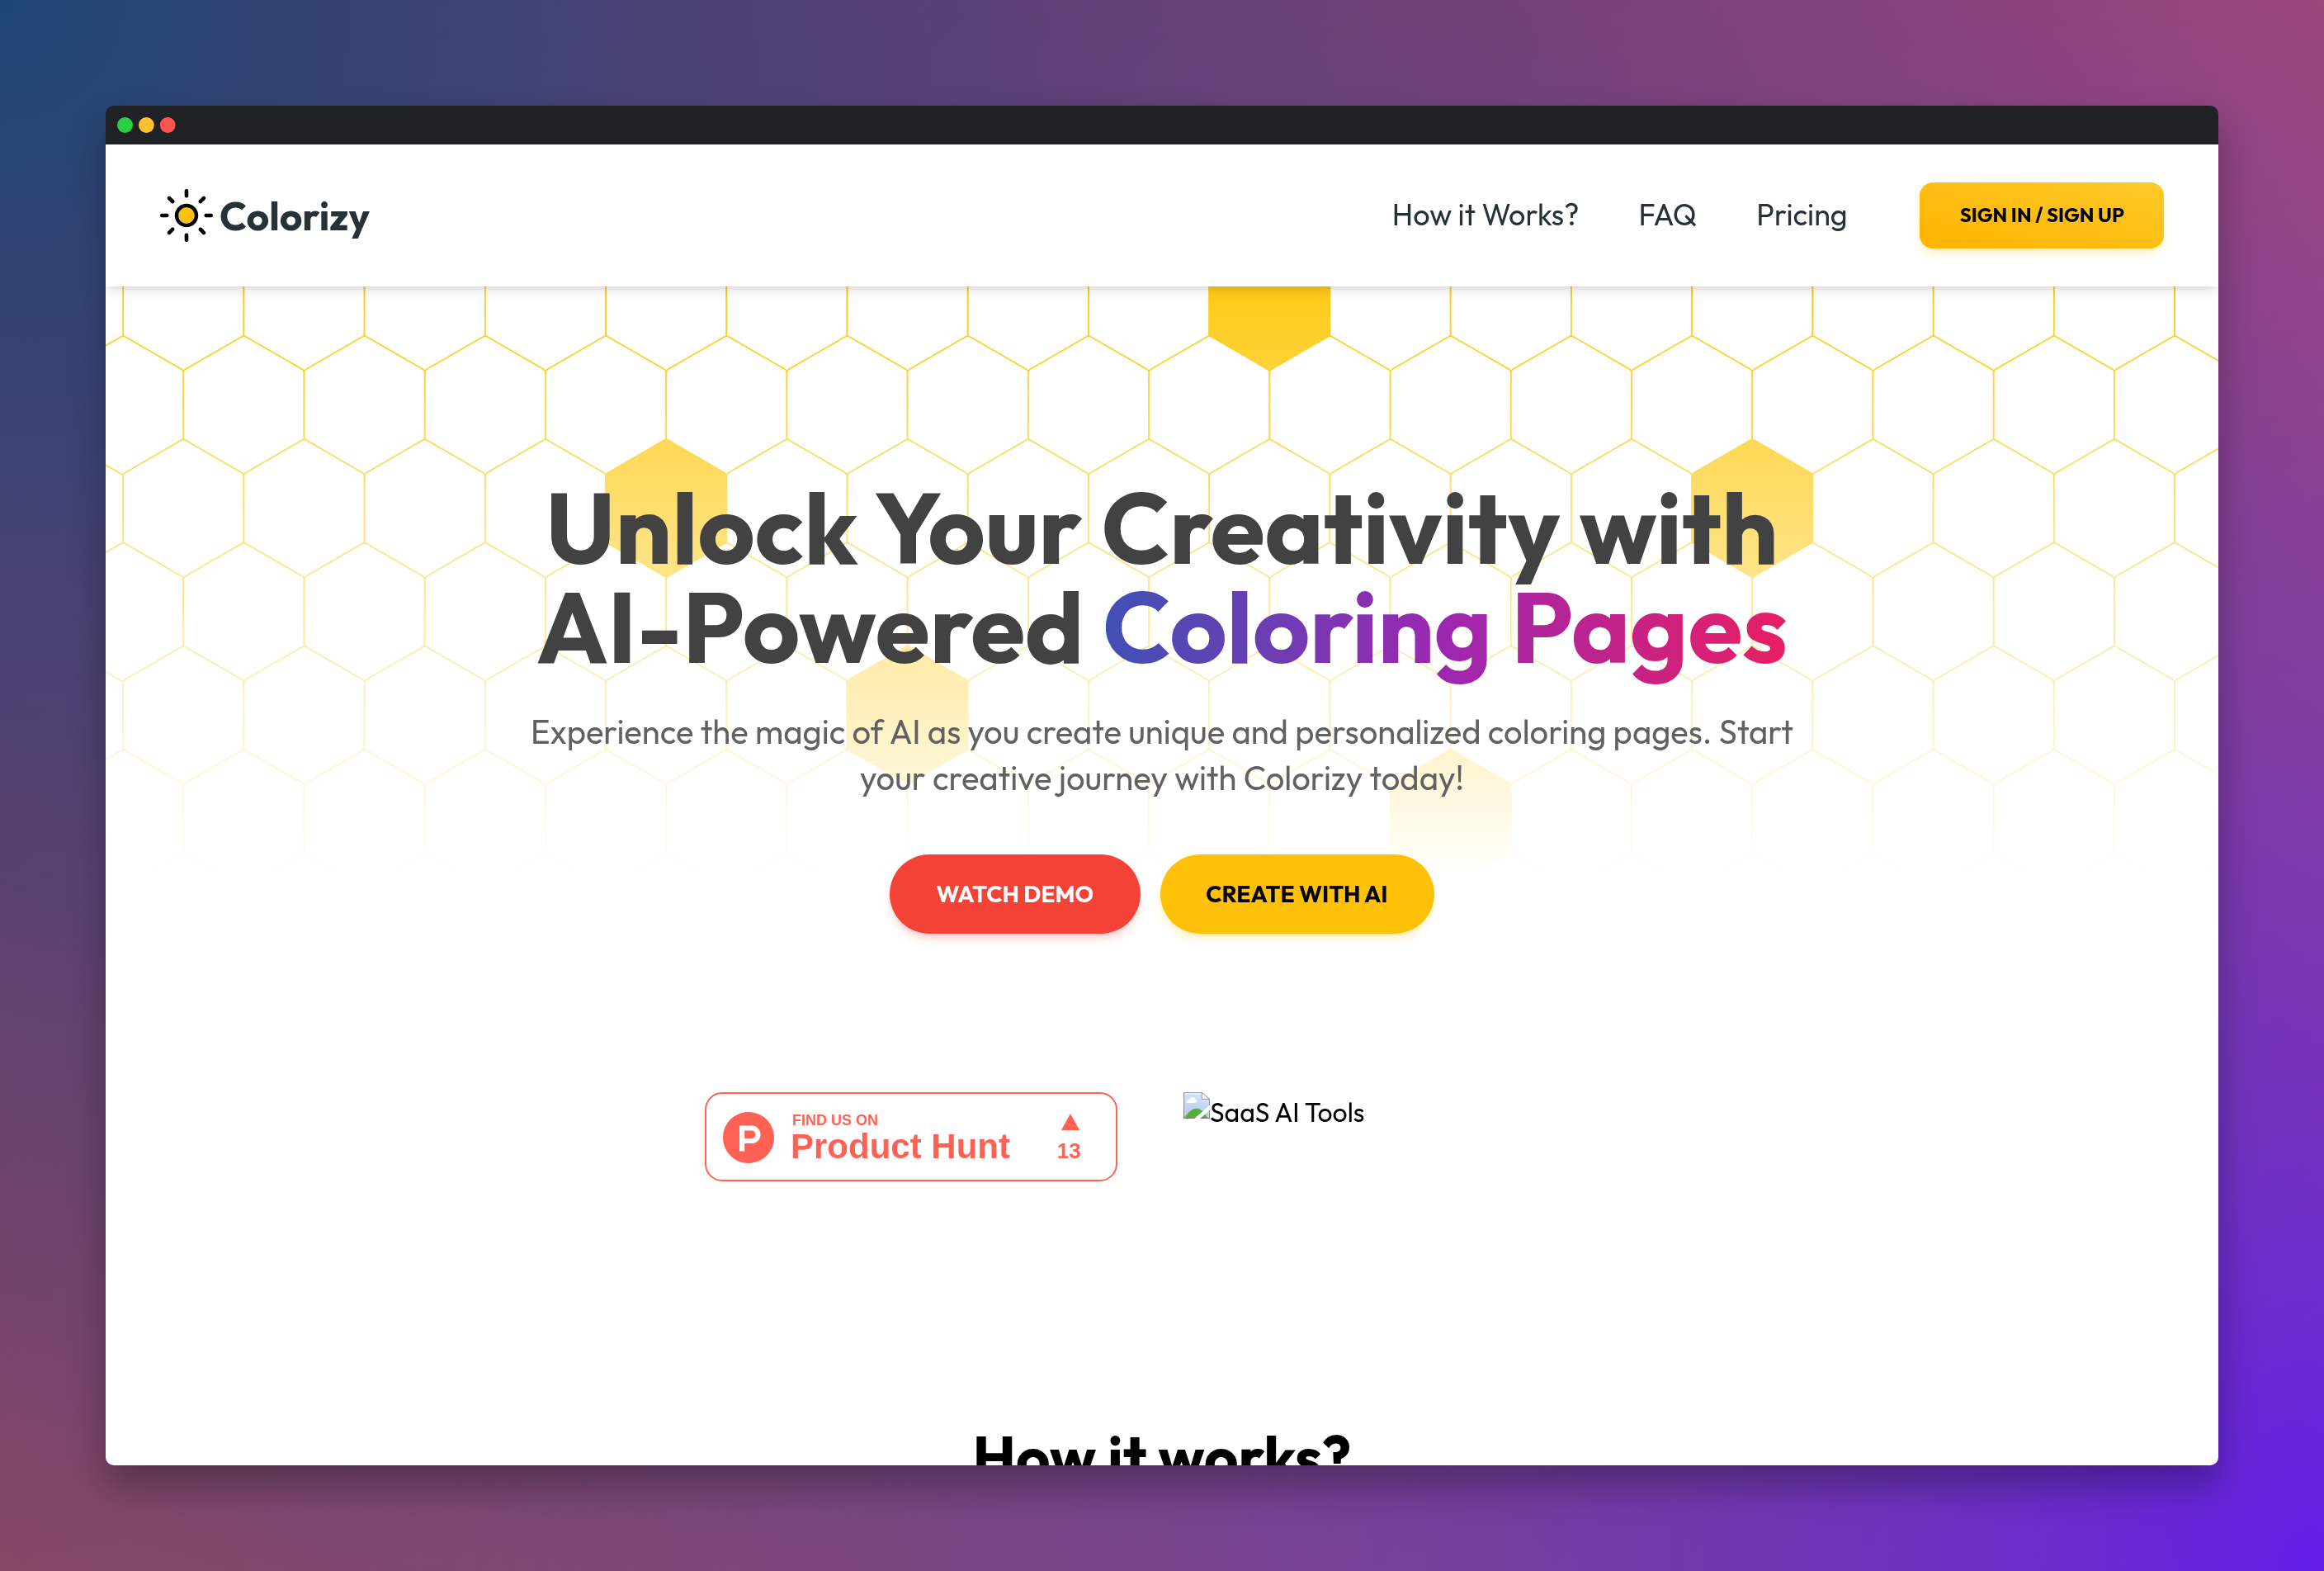 Colorizy
How it Works?
FAQ
Pricing
SIGN IN / SIGN UP
Unlock Your Creativity with
AI-Powered Coloring Pages
Experience the magic of AI as you create unique and personalized coloring pages. Start
your creative journey with Colorizy today!
WATCH DEMO
CREATE WITH AI
P
FIND US ON
Product Hunt
13
SaaS AI Tools
How it works?